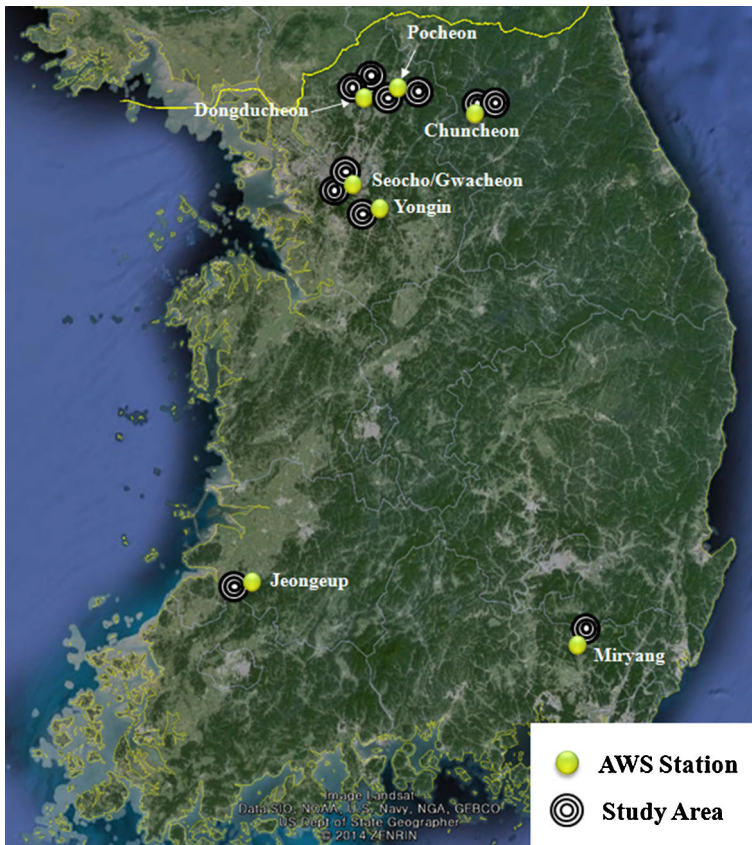 Pocheon
Dongducheon
Chuncheon
Seocho/Gwacheon
Yongin
Jeongeup
Miryang
AWS Station
Study Area
Image Landsat
Data SIO, NOAA, U.S. Navy, NGA, GEBCO
US Dept of State Geographer
© 2014 ZENRIN